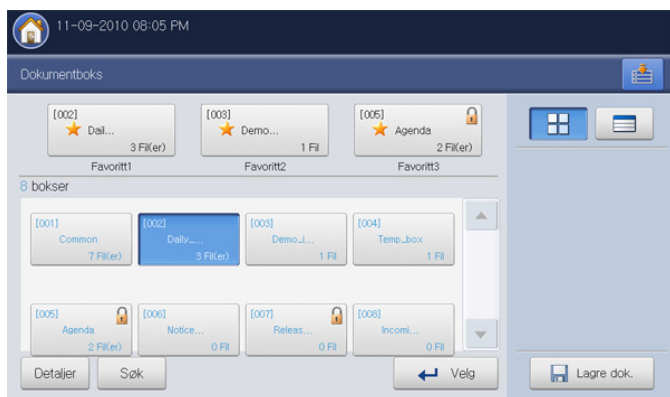 11-09-2010 08:05 PM
Dokumentboks
[002]
Dail...
3 Fil(er)
Favoritt1
[003]
Demo...
1 Fil
Favoritt2
[005]
Agenda
2 Fil(er)
Favoritt3
8 bokser
[001]
Common
7 Fil(er)
[002]
Daily_...
3 Fil(er)
[003]
Demo_i...
1 Fil
[004]
Temp_box
1 Fil
[005]
Agenda
2 Fil(er)
[006]
Notice...
0 Fil
[007]
Releas...
0 Fil
[008]
Incomi...
0 Fil
Detaljer
Søk
Velg
Lagre dok.